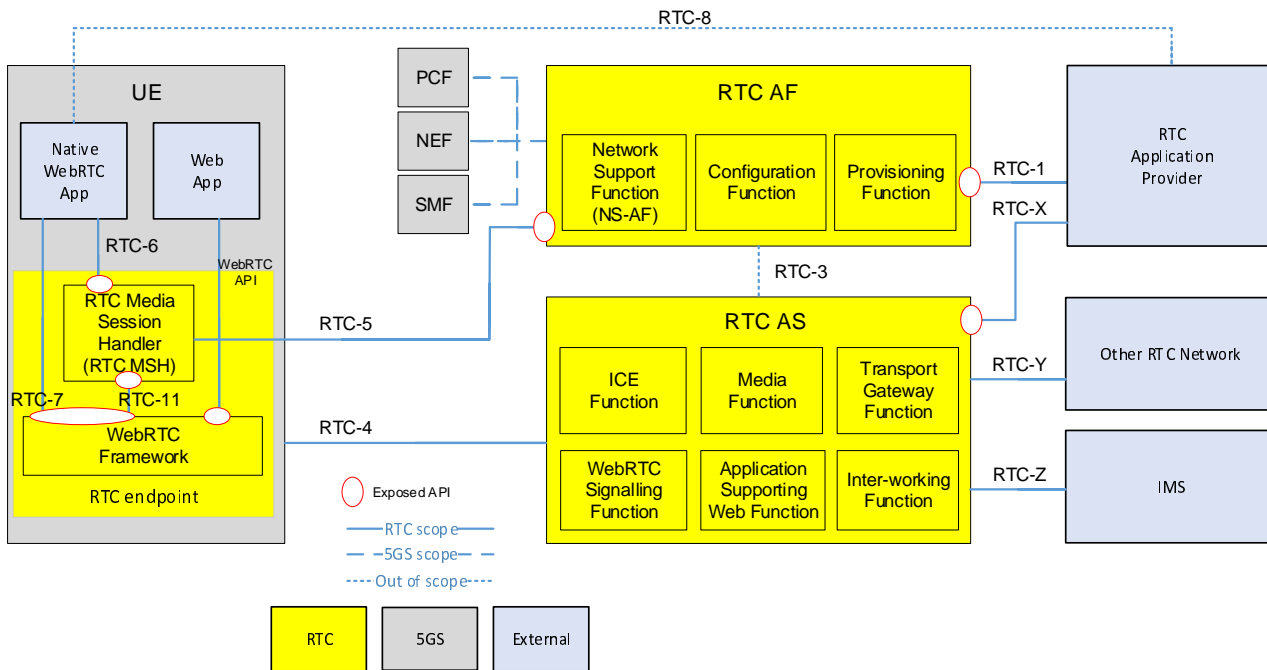 RTC-8
UE
Native
WebRTC
App
Web
App
RTC-6
WebRTC
API
RTC Media
Session
Handler
(RTC MSH)
RTC-7
RTC-11
WebRTC
Framework
RTC endpoint
PCF
NEF
SMF
RTC-5
RTC-4
RTC AF
Network
Support
Function
(NS-AF)
Configuration
Function
Provisioning
Function
RTC-3
RTC AS
ICE
Function
Media
Function
Transport
Gateway
Function
WebRTC
Signalling
Function
Application
Supporting
Web Function
Inter-working
Function
RTC-1
RTC-X
RTC-Y
RTC-Z
RTC
Application
Provider
Other RTC Network
IMS
Exposed API
RTC scope
5GS scope
Out of scope
RTC
5GS
External